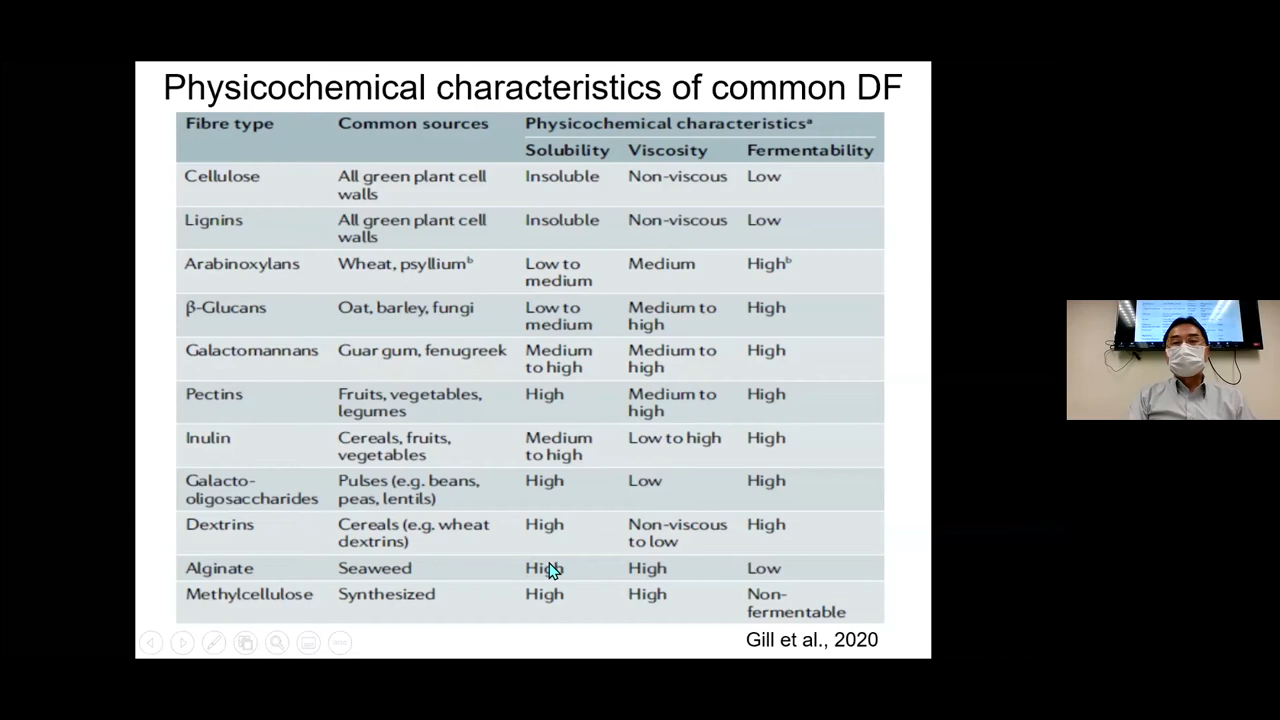 Physicochemical characteristics of common DF
Fibre type Common sources Physicochemical characteristicsᵃ
Solubility Viscosity Fermentability
Cellulose All green plant cell walls Insoluble Non-viscous Low
Lignins All green plant cell walls Insoluble Non-viscous Low
Arabinoxylans Wheat, psylliumᵇ Low to medium Medium Highᵇ
β-Glucans Oat, barley, fungi Low to medium Medium to high High
Galactomannans Guar gum, fenugreek Medium to high Medium to high High
Pectins Fruits, vegetables, legumes High Medium to high High
Inulin Cereals, fruits, vegetables Medium to high Low to high High
Galacto-oligosaccharides Pulses (e.g. beans, peas, lentils) High Low High
Dextrins Cereals (e.g. wheat dextrins) High Non-viscous to low High
Alginate Seaweed High High Low
Methylcellulose Synthesized High High Non-fermentable
Gill et al., 2020